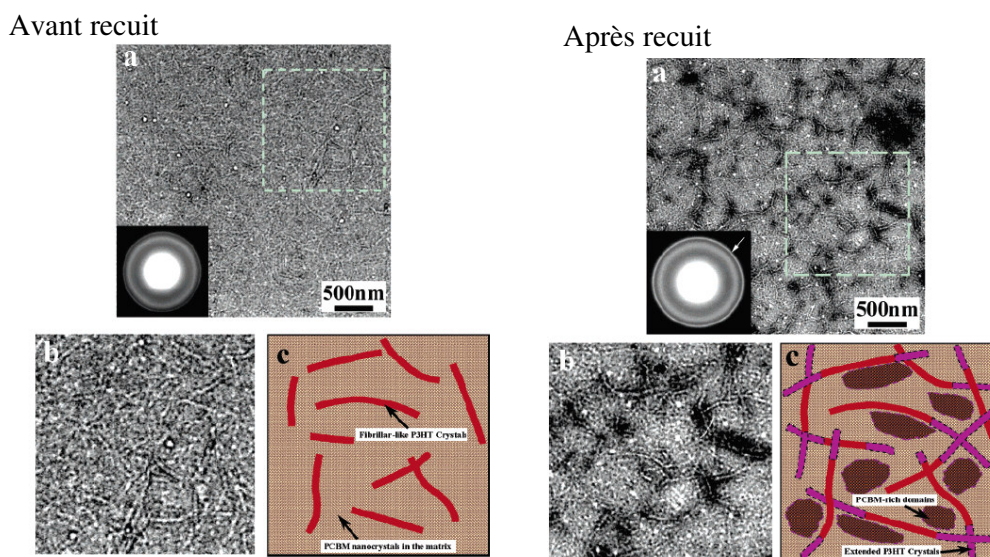 Avant recuit
Après recuit
a
500nm
a
500nm
b
c
Fibrillar-like P3HT Crystals
PCBM nanocrystals in the matrix
b
c
PCBM-rich domains
Extended P3HT Crystals